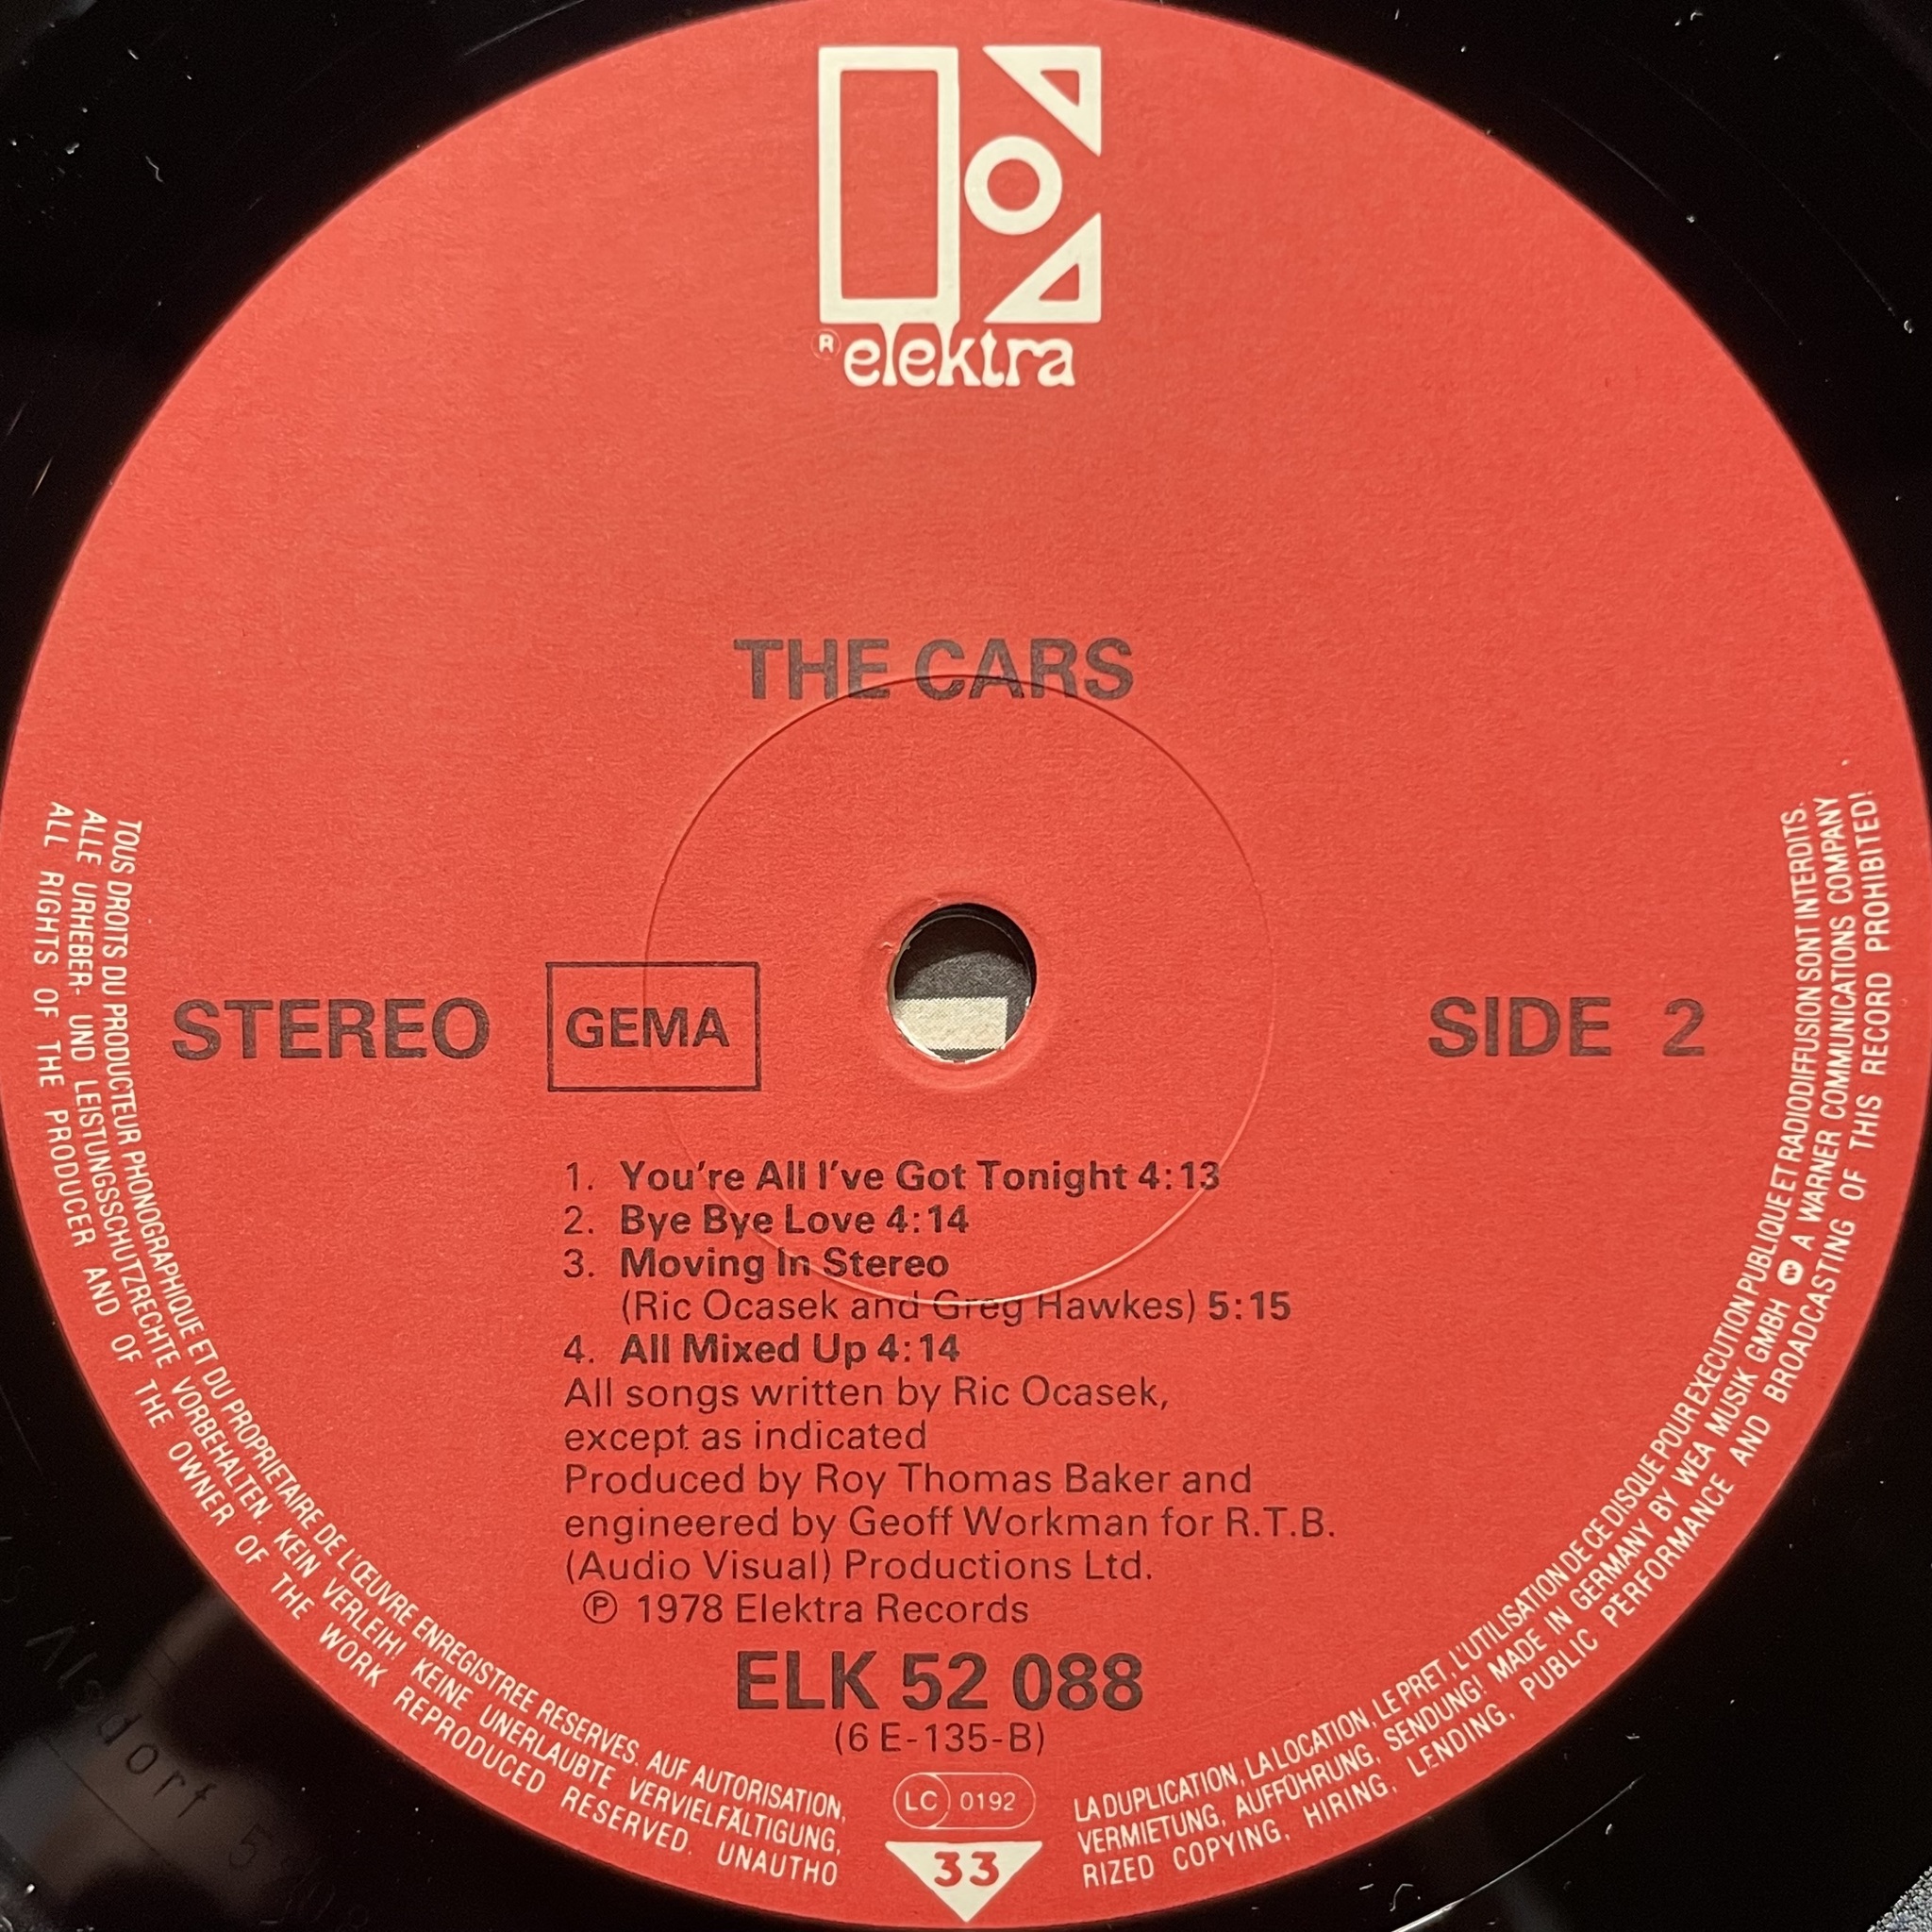 ® elektra
THE CARS
STEREO GEMA SIDE 2
1. You're All I've Got Tonight 4:13
2. Bye Bye Love 4:14
3. Moving In Stereo
(Ric Ocasek and Greg Hawkes) 5:15
4. All Mixed Up 4:14
All songs written by Ric Ocasek,
except as indicated
Produced by Roy Thomas Baker and
engineered by Geoff Workman for R.T.B.
(Audio Visual) Productions Ltd.
℗ 1978 Elektra Records
ELK 52 088
(6 E-135-B)
LC 0192
33
TOUS DROITS DU PRODUCTEUR PHONOGRAPHIQUE ET DU PROPRIETAIRE DE L'ŒUVRE ENREGISTREE RESERVES. AUF AUTORISATION, LA DUPLICATION, LA LOCATION, LE PRET, L'UTILISATION DE CE DISQUE POUR EXECUTION PUBLIQUE ET RADIODIFFUSION SONT INTERDITS.
ALLE URHEBER- UND LEISTUNGSSCHUTZRECHTE VORBEHALTEN. KEIN VERLEIH! KEINE UNERLAUBTE VERVIELFÄLTIGUNG, VERMIETUNG, AUFFÜHRUNG, SENDUNG! MADE IN GERMANY BY WEA MUSIK GMBH W A WARNER COMMUNICATIONS COMPANY
ALL RIGHTS OF THE PRODUCER AND OF THE OWNER OF THE WORK REPRODUCED RESERVED. UNAUTHORIZED COPYING, HIRING, LENDING, PUBLIC PERFORMANCE AND BROADCASTING OF THIS RECORD PROHIBITED!
Alsdorf